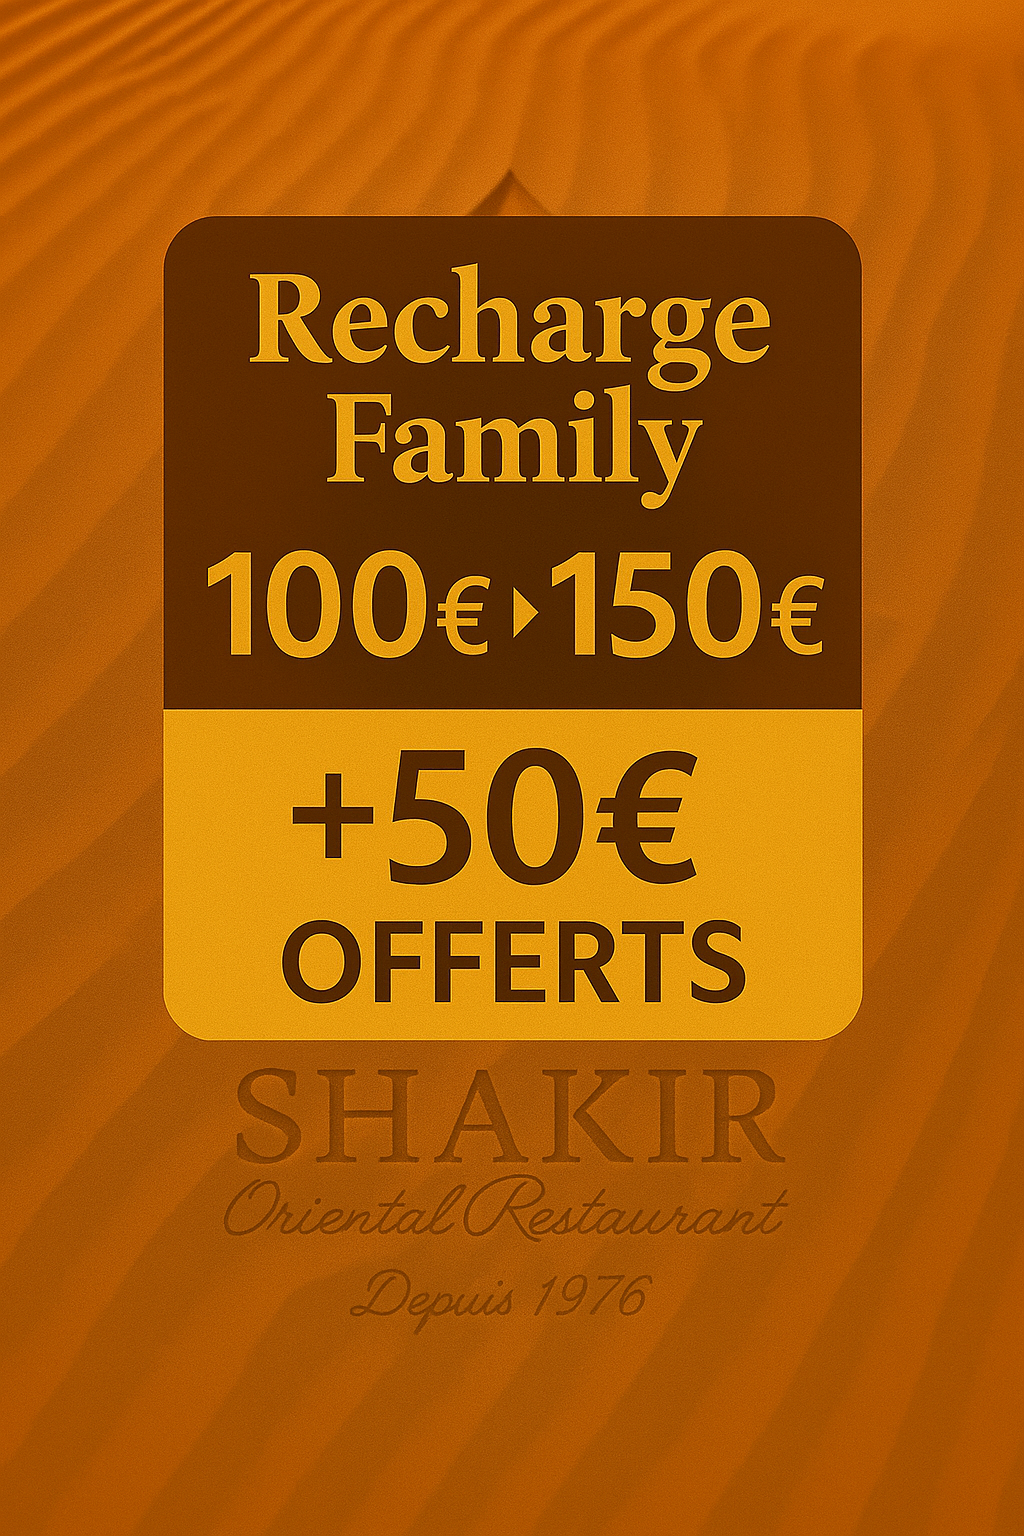 Recharge
Family
100€ ▸ 150€
+50€
OFFERTS
SHAKIR
Oriental Restaurant
Depuis 1976